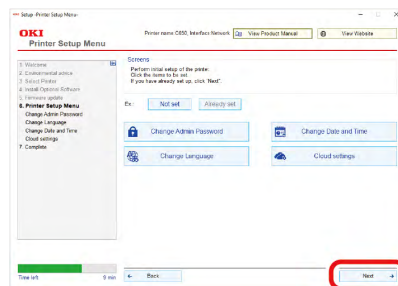 Setup -Printer Setup Menu-
OKI
Printer Setup Menu
Printer name:C650, Interface:Network
View Product Manual
View Website
1. Welcome
2. Environmental advice
3. Select Printer
4. Install Optional Software
5. Firmware update
6. Printer Setup Menu
Change Admin Password
Change Language
Change Date and Time
Cloud settings
7. Complete
Screens
Perform initial setup of the printer.
Click the items to be set.
If you have already set up, click "Next".
Ex.:
Not set
Already set
Change Admin Password
Change Date and Time
Change Language
Cloud settings
Time left
9 min
Back
Next